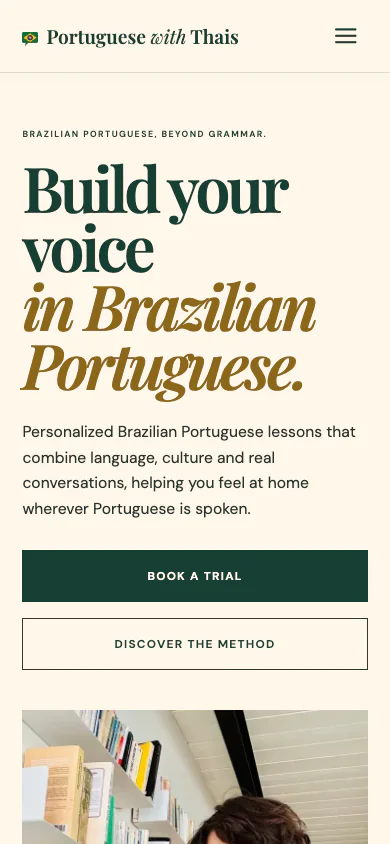 Portuguese with Thais
BRAZILIAN PORTUGUESE, BEYOND GRAMMAR.
Build your
voice
in Brazilian
Portuguese.
Personalized Brazilian Portuguese lessons that
combine language, culture and real
conversations, helping you feel at home
wherever Portuguese is spoken.
BOOK A TRIAL
DISCOVER THE METHOD